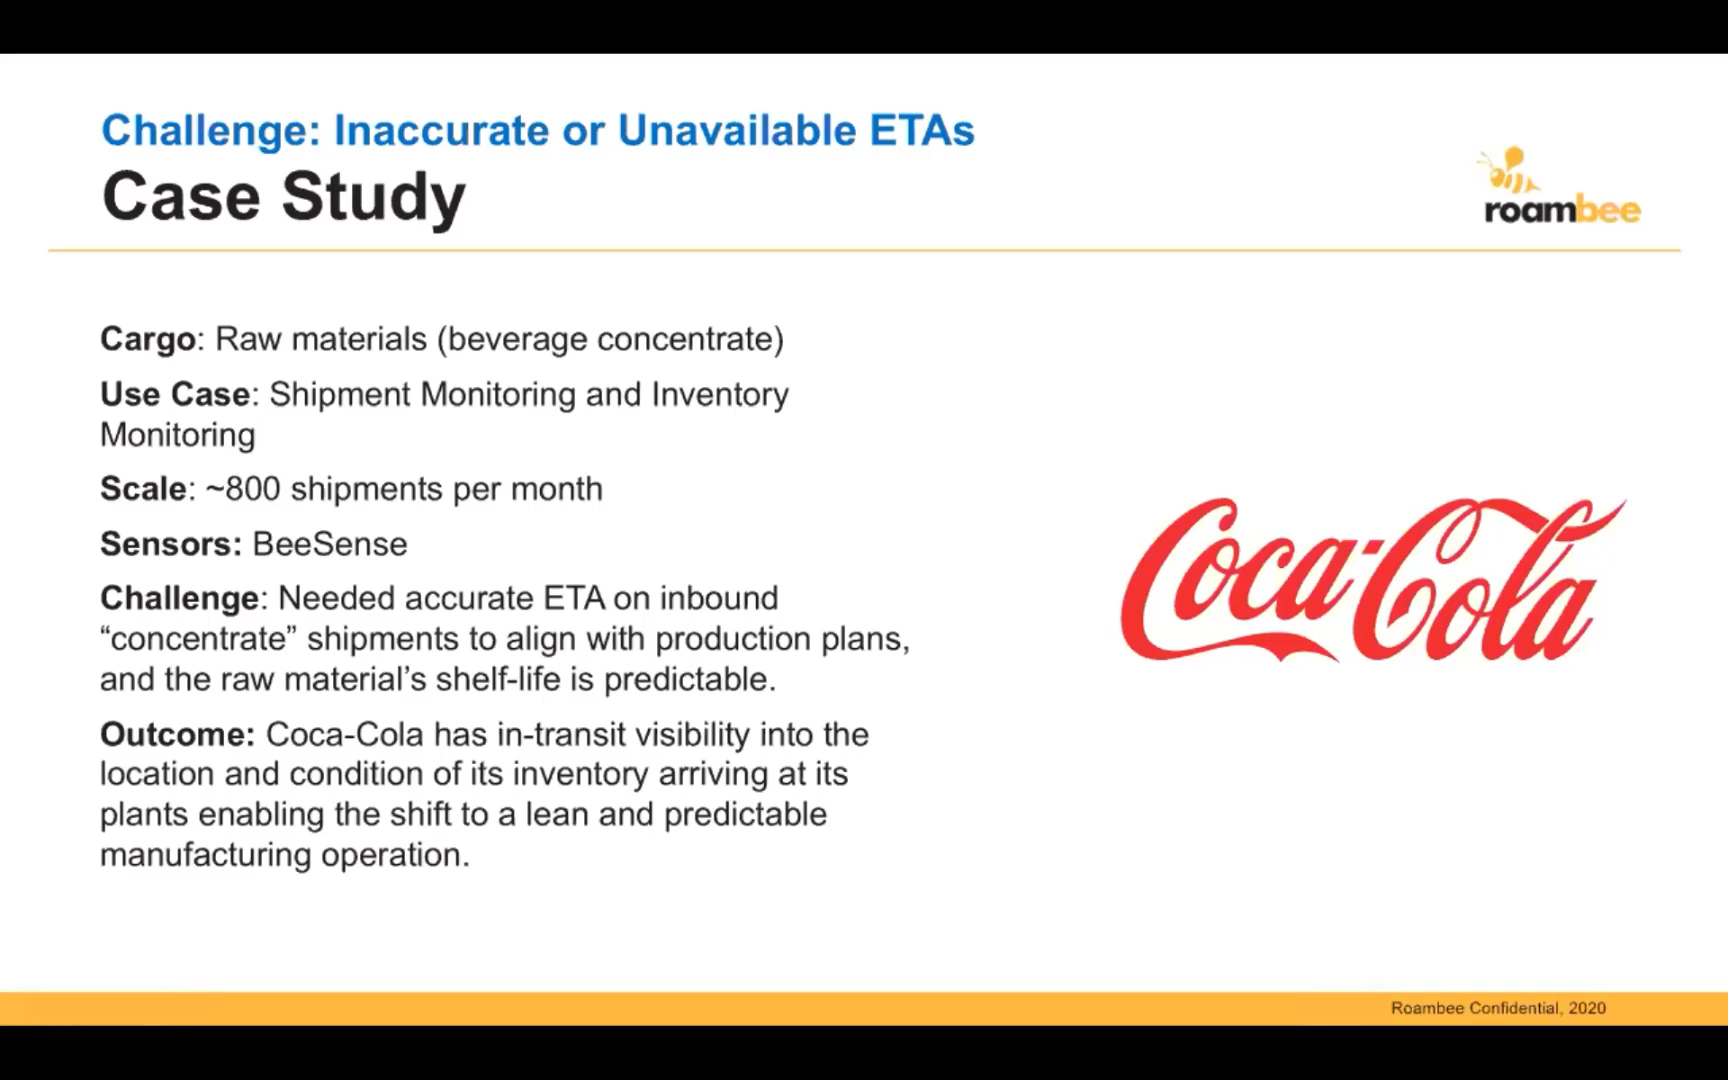 Challenge: Inaccurate or Unavailable ETAs
Case Study
roambee
Cargo: Raw materials (beverage concentrate)
Use Case: Shipment Monitoring and Inventory
Monitoring
Scale: ~800 shipments per month
Sensors: BeeSense
Challenge: Needed accurate ETA on inbound
“concentrate” shipments to align with production plans,
and the raw material’s shelf-life is predictable.
Outcome: Coca-Cola has in-transit visibility into the
location and condition of its inventory arriving at its
plants enabling the shift to a lean and predictable
manufacturing operation.
Coca-Cola
Roambee Confidential, 2020